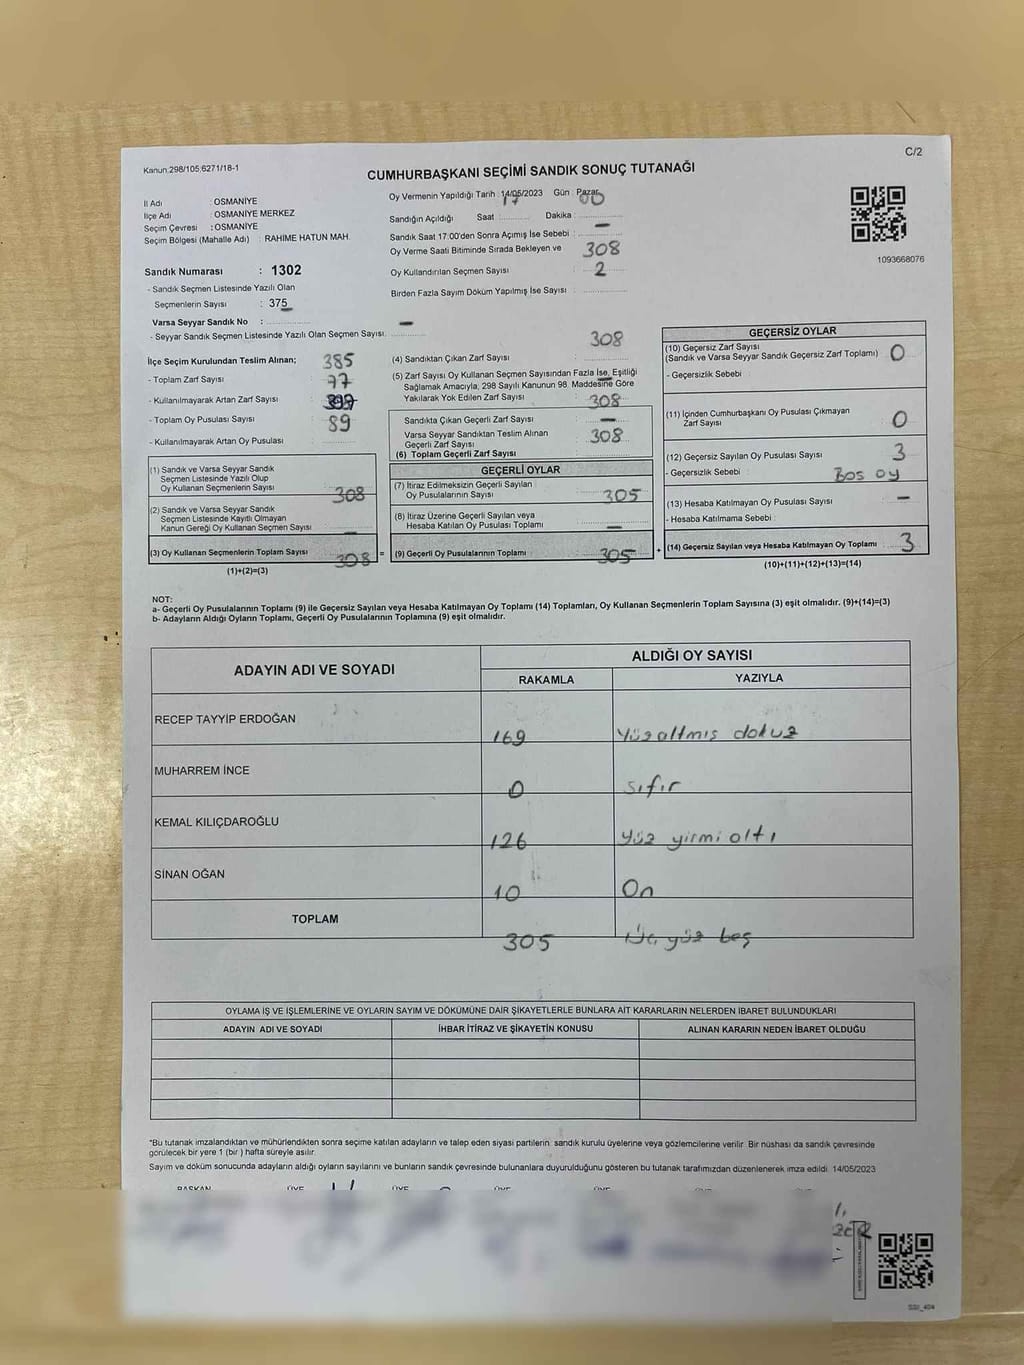 C/2
Kanun:298/105;6271/18-1
CUMHURBAŞKANI SEÇİMİ SANDIK SONUÇ TUTANAĞI
İl Adı : OSMANİYE
İlçe Adı : OSMANİYE MERKEZ
Seçim Çevresi : OSMANİYE
Seçim Bölgesi (Mahalle Adı) : RAHİME HATUN MAH.
Oy Vermenin Yapıldığı Tarih : 14/05/2023 Gün : Pazar
Sandığın Açıldığı Saat : 17 Dakika : 00
Sandık Saat 17:00'den Sonra Açımış İse Sebebi : —
Oy Verme Saati Bitiminde Sırada Bekleyen ve
Oy Kullandırılan Seçmen Sayısı : 308
Birden Fazla Sayım Döküm Yapılmış İse Sayısı : 2
1093668076
Sandık Numarası : 1302
- Sandık Seçmen Listesinde Yazılı Olan
Seçmenlerin Sayısı : 375
Varsa Seyyar Sandık No : —
- Seyyar Sandık Seçmen Listesinde Yazılı Olan Seçmen Sayısı: —
İlçe Seçim Kurulundan Teslim Alınan;
- Toplam Zarf Sayısı 385
- Kullanılmayarak Artan Zarf Sayısı 77
- Toplam Oy Pusulası Sayısı
- Kullanılmayarak Artan Oy Pusulası 89
(1) Sandık ve Varsa Seyyar Sandık
Seçmen Listesinde Yazılı Olup
Oy Kullanan Seçmenlerin Sayısı 308
(2) Sandık ve Varsa Seyyar Sandık
Seçmen Listesinde Kayıtlı Olmayan
Kanun Gereği Oy Kullanan Seçmen Sayısı —
(3) Oy Kullanan Seçmenlerin Toplam Sayısı 308 =
(1)+(2)=(3)
(4) Sandıktan Çıkan Zarf Sayısı 308
(5) Zarf Sayısı Oy Kullanan Seçmen Sayısından Fazla İse, Eşitliği
Sağlamak Amacıyla, 298 Sayılı Kanunun 98. Maddesine Göre
Yakılarak Yok Edilen Zarf Sayısı —
Sandıkta Çıkan Geçerli Zarf Sayısı 308
Varsa Seyyar Sandıktan Teslim Alınan
Geçerli Zarf Sayısı —
(6) Toplam Geçerli Zarf Sayısı 308
GEÇERLİ OYLAR
(7) İtiraz Edilmeksizin Geçerli Sayılan
Oy Pusulalarının Sayısı 305
(8) İtiraz Üzerine Geçerli Sayılan veya
Hesaba Katılan Oy Pusulası Toplamı —
(9) Geçerli Oy Pusulalarının Toplamı 305 +
GEÇERSİZ OYLAR
(10) Geçersiz Zarf Sayısı
(Sandık ve Varsa Seyyar Sandık Geçersiz Zarf Toplamı) 0
- Geçersizlik Sebebi :
(11) İçinden Cumhurbaşkanı Oy Pusulası Çıkmayan
Zarf Sayısı 0
(12) Geçersiz Sayılan Oy Pusulası Sayısı 3
- Geçersizlik Sebebi : Bos oy
(13) Hesaba Katılmayan Oy Pusulası Sayısı —
- Hesaba Katılmama Sebebi :
(14) Geçersiz Sayılan veya Hesaba Katılmayan Oy Toplamı 3
(10)+(11)+(12)+(13)=(14)
NOT:
a- Geçerli Oy Pusulalarının Toplamı (9) ile Geçersiz Sayılan veya Hesaba Katılmayan Oy Toplamı (14) Toplamları, Oy Kullanan Seçmenlerin Toplam Sayısına (3) eşit olmalıdır. (9)+(14)=(3)
b- Adayların Aldığı Oyların Toplamı, Geçerli Oy Pusulalarının Toplamına (9) eşit olmalıdır.
ADAYIN ADI VE SOYADI
ALDIĞI OY SAYISI
RAKAMLA YAZIYLA
RECEP TAYYİP ERDOĞAN 169 Yüz altmış dokuz
MUHARREM İNCE 0 sıfır
KEMAL KILIÇDAROĞLU 126 Yüz yirmi altı
SİNAN OĞAN 10 On
TOPLAM 305 Üç yüz beş
OYLAMA İŞ VE İŞLEMLERİNE VE OYLARIN SAYIM VE DÖKÜMÜNE DAİR ŞİKAYETLERLE BUNLARA AİT KARARLARIN NELERDEN İBARET BULUNDUKLARI
ADAYIN ADI VE SOYADI İHBAR İTİRAZ VE ŞİKAYETİN KONUSU ALINAN KARARIN NEDEN İBARET OLDUĞU
*Bu tutanak imzalandıktan ve mühürlendikten sonra seçime katılan adayların ve talep eden siyasi partilerin sandık kurulu üyelerine veya gözlemcilerine verilir. Bir nüshası da sandık çevresinde
görülecek bir yere 1 (bir ) hafta süreyle asılır.
Sayım ve döküm sonucunda adayların aldığı oyların sayılarını ve bunların sandık çevresinde bulunanlara duyurulduğunu gösteren bu tutanak tarafımızdan düzenlenerek imza edildi. 14/05/2023
BAŞKAN ÜYE ÜYE ÜYE ÜYE ÜYE ÜYE